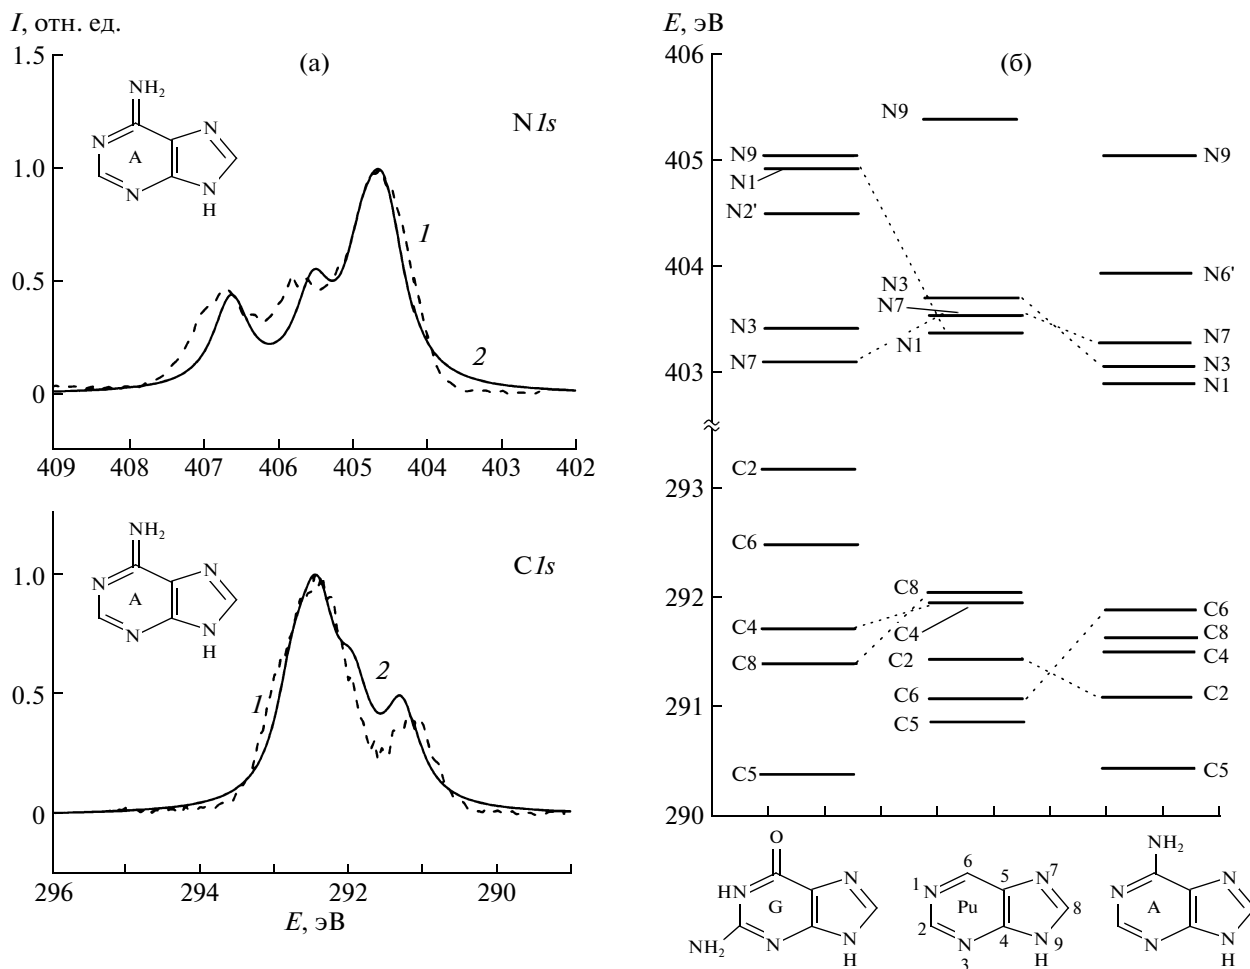 I, отн. ед.
(а)
1.5
1.0
0.5
0
N1s
1
2
NH₂
N
N
A
N
N
H
409 408 407 406 405 404 403 402
1.0
0.5
0
C1s
1
2
NH₂
N
N
A
N
N
H
296 294 292 290
E, эВ
E, эВ
(б)
406
405
404
403
293
292
291
290
N9
N1
N2'
N3
N7
C2
C6
C4
C8
C5
N9
N3
N7
N1
C8
C4
C2
C6
C5
N9
N6'
N7
N3
N1
C6
C8
C4
C2
C5
O
HN
N
G
NH₂
N
N
H
6
5
N7
1
N
Pu
8
2
N
3
4
N
9
H
NH₂
N
N
A
N
N
H